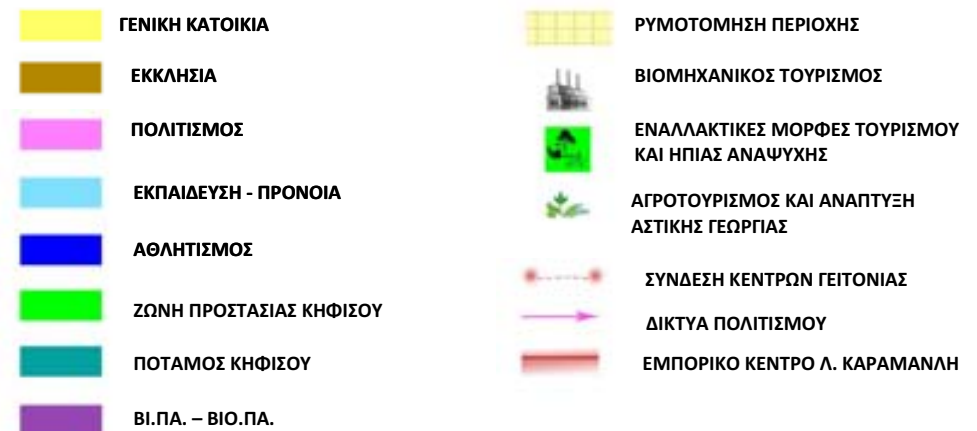 ΓΕΝΙΚΗ ΚΑΤΟΙΚΙΑ
ΕΚΚΛΗΣΙΑ
ΠΟΛΙΤΙΣΜΟΣ
ΕΚΠΑΙΔΕΥΣΗ - ΠΡΟΝΟΙΑ
ΑΘΛΗΤΙΣΜΟΣ
ΖΩΝΗ ΠΡΟΣΤΑΣΙΑΣ ΚΗΦΙΣΟΥ
ΠΟΤΑΜΟΣ ΚΗΦΙΣΟΥ
ΒΙ.ΠΑ. – ΒΙΟ.ΠΑ.
ΡΥΜΟΤΟΜΗΣΗ ΠΕΡΙΟΧΗΣ
ΒΙΟΜΗΧΑΝΙΚΟΣ ΤΟΥΡΙΣΜΟΣ
ΕΝΑΛΛΑΚΤΙΚΕΣ ΜΟΡΦΕΣ ΤΟΥΡΙΣΜΟΥ
ΚΑΙ ΗΠΙΑΣ ΑΝΑΨΥΧΗΣ
ΑΓΡΟΤΟΥΡΙΣΜΟΣ ΚΑΙ ΑΝΑΠΤΥΞΗ
ΑΣΤΙΚΗΣ ΓΕΩΡΓΙΑΣ
ΣΥΝΔΕΣΗ ΚΕΝΤΡΩΝ ΓΕΙΤΟΝΙΑΣ
ΔΙΚΤΥΑ ΠΟΛΙΤΙΣΜΟΥ
ΕΜΠΟΡΙΚΟ ΚΕΝΤΡΟ Λ. ΚΑΡΑΜΑΝΛΗ